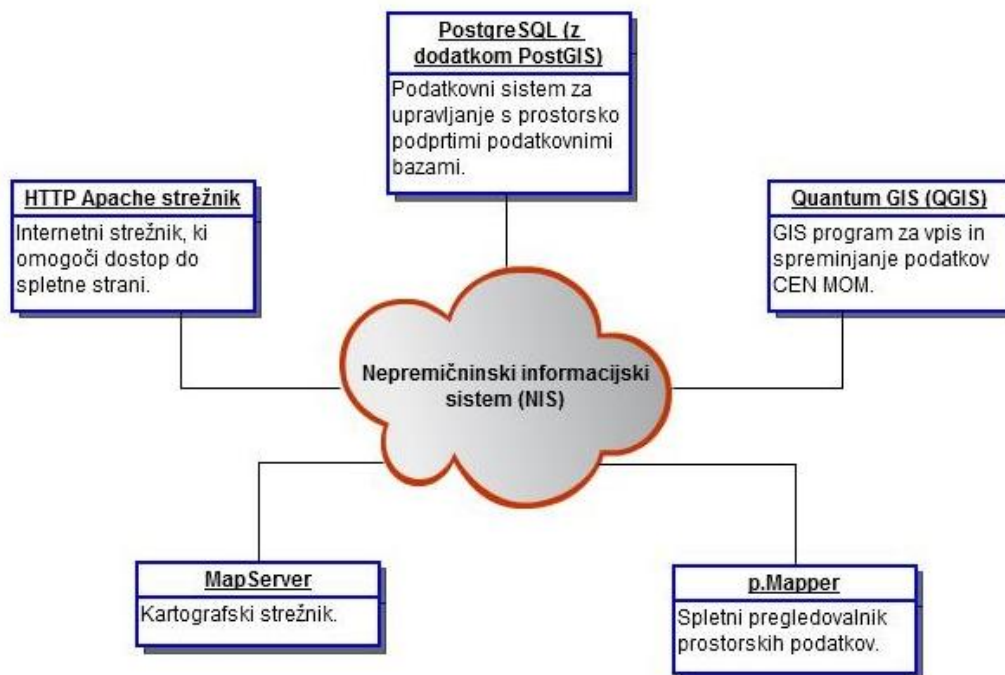 PostgreSQL (z
dodatkom PostGIS)
Podatkovni sistem za
upravljanje s prostorsko
podprtimi podatkovnimi
bazami.
HTTP Apache strežnik
Internetni strežnik, ki
omogoči dostop do
spletne strani.
Quantum GIS (QGIS)
GIS program za vpis in
spreminjanje podatkov
CEN MOM.
Nepremičninski informacijski
sistem (NIS)
MapServer
Kartografski strežnik.
p.Mapper
Spletni pregledovalnik
prostorskih podatkov.